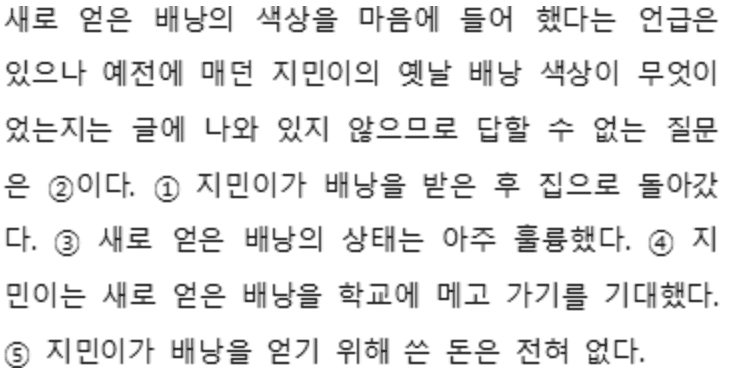 새로 얻은 배낭의 색상을 마음에 들어 했다는 언급은
있으나 예전에 매던 지민이의 옛날 배낭 색상이 무엇이
었는지는 글에 나와 있지 않으므로 답할 수 없는 질문
은 ②이다. ① 지민이가 배낭을 받은 후 집으로 돌아갔
다. ③ 새로 얻은 배낭의 상태는 아주 훌륭했다. ④ 지
민이는 새로 얻은 배낭을 학교에 메고 가기를 기대했다.
⑤ 지민이가 배낭을 얻기 위해 쓴 돈은 전혀 없다.